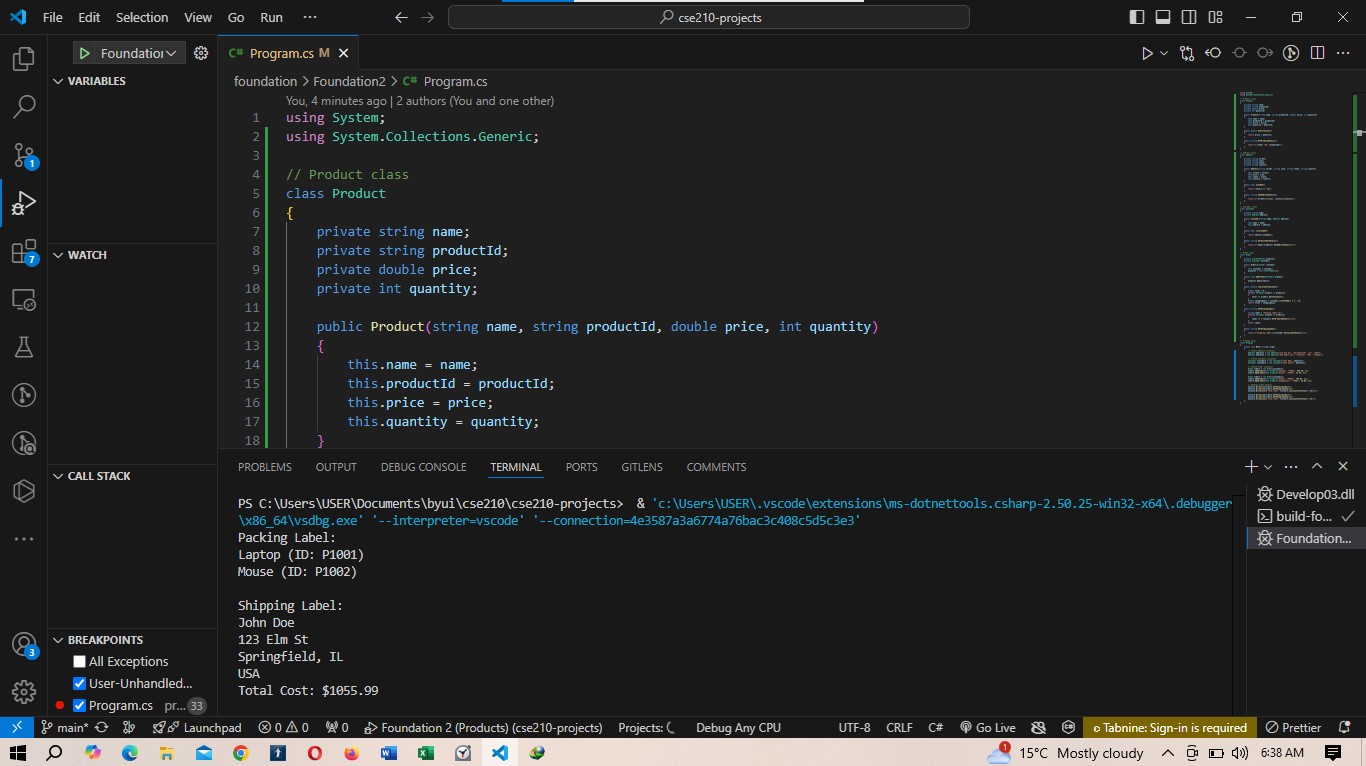 File Edit Selection View Go Run ··· cse210-projects
Foundation
Program.cs M
VARIABLES
foundation > Foundation2 > Program.cs
You, 4 minutes ago | 2 authors (You and one other)
1 using System;
2 using System.Collections.Generic;
3
4 // Product class
5 class Product
6 {
7 private string name;
8 private string productId;
9 private double price;
10 private int quantity;
11
12 public Product(string name, string productId, double price, int quantity)
13 {
14 this.name = name;
15 this.productId = productId;
16 this.price = price;
17 this.quantity = quantity;
18 }
1
7
3
WATCH
CALL STACK
BREAKPOINTS
All Exceptions
User-Unhandled...
Program.cs pr... 33
PROBLEMS OUTPUT DEBUG CONSOLE TERMINAL PORTS GITLENS COMMENTS
PS C:\Users\USER\Documents\byui\cse210\cse210-projects> & 'c:\Users\USER\.vscode\extensions\ms-dotnettools.csharp-2.50.25-win32-x64\.debugger
\x86_64\vsdbg.exe' '--interpreter=vscode' '--connection=4e3587a3a6774a76bac3c408c5d5c3e3'
Packing Label:
Laptop (ID: P1001)
Mouse (ID: P1002)
Shipping Label:
John Doe
123 Elm St
Springfield, IL
USA
Total Cost: $1055.99
Develop03.dll
build-fo...
Foundation...
main* Launchpad 0 0 0 Foundation 2 (Products) (cse210-projects) Projects: Debug Any CPU UTF-8 CRLF C# Go Live Tabnine: Sign-in is required Prettier
1 15°C Mostly cloudy 6:38 AM